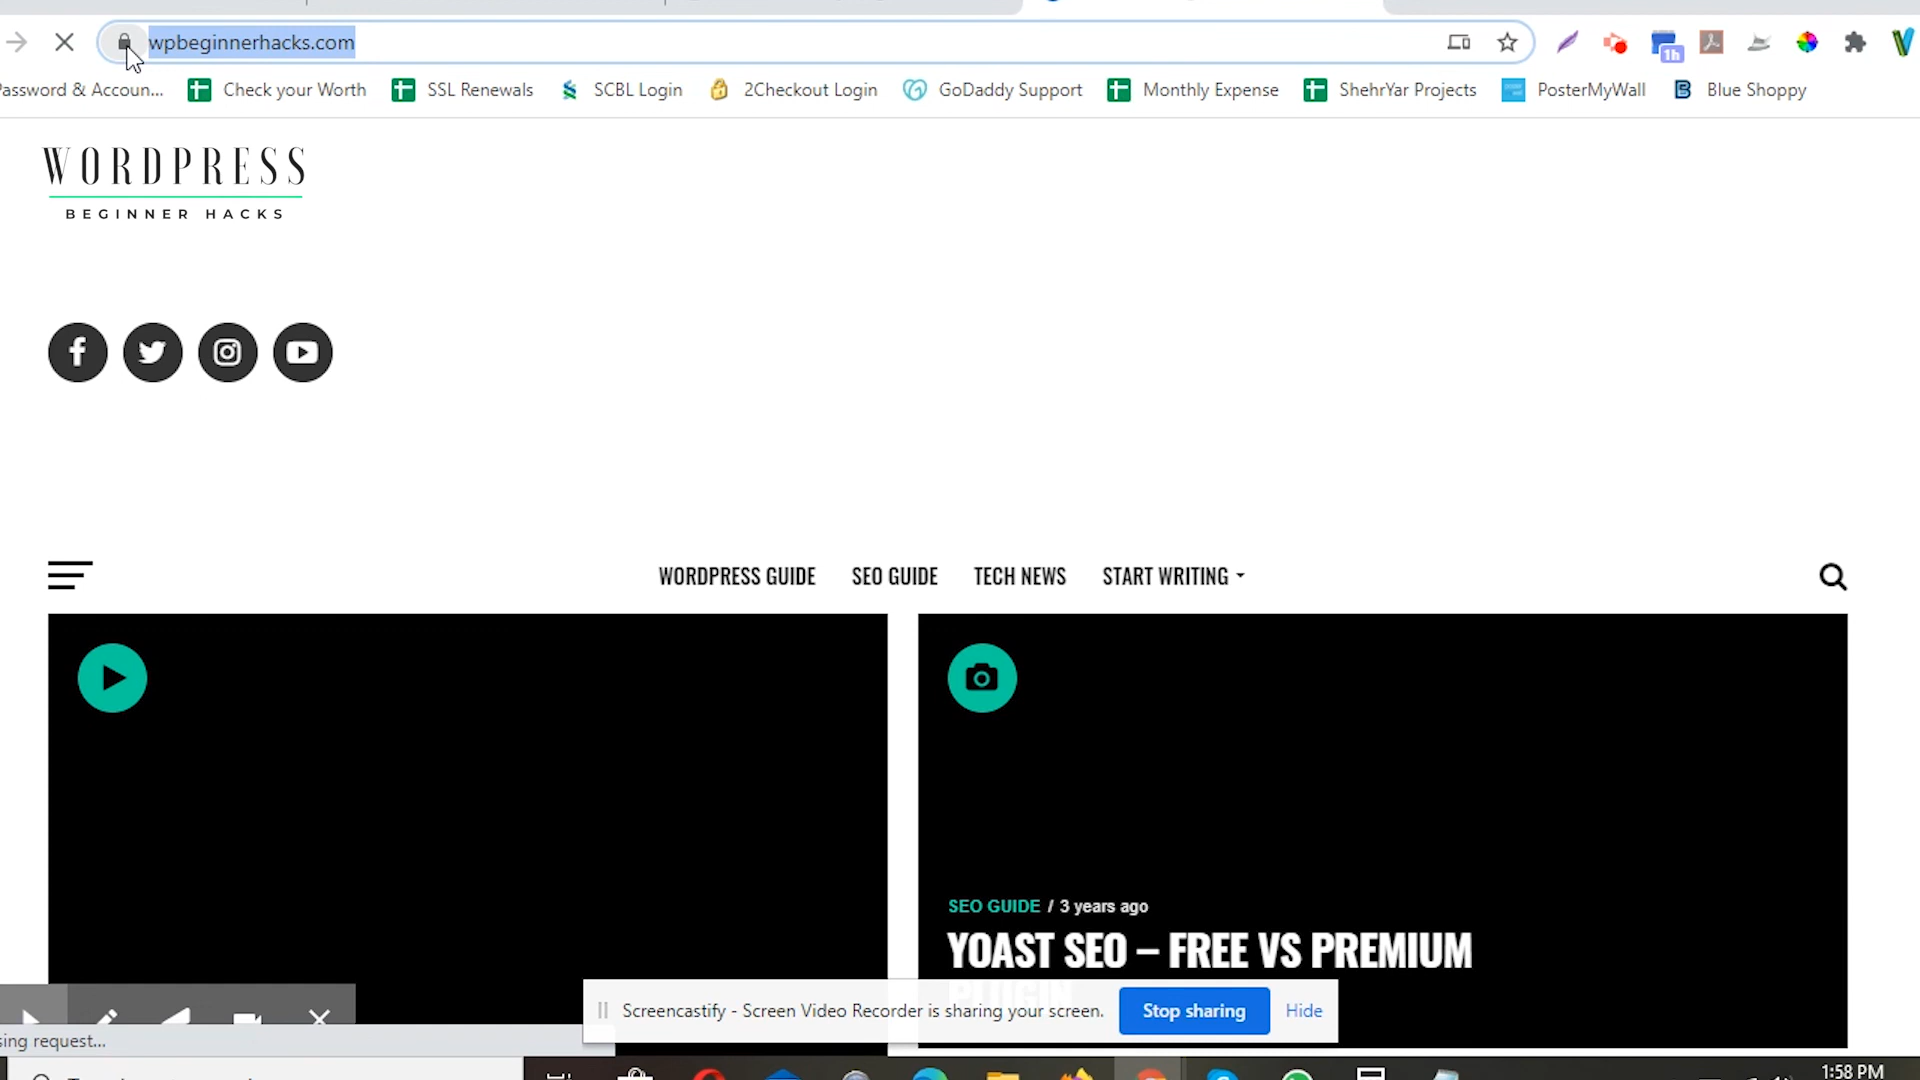 wpbeginnerhacks.com
1h
Password & Accoun...
Check your Worth
SSL Renewals
SCBL Login
2Checkout Login
GoDaddy Support
Monthly Expense
ShehrYar Projects
PosterMyWall
Blue Shoppy
WORDPRESS
BEGINNER HACKS
WORDPRESS GUIDE
SEO GUIDE
TECH NEWS
START WRITING
SEO GUIDE / 3 years ago
YOAST SEO – FREE VS PREMIUM
PLUGIN
Screencastify - Screen Video Recorder is sharing your screen.
Stop sharing
Hide
sing request...
1:58 PM